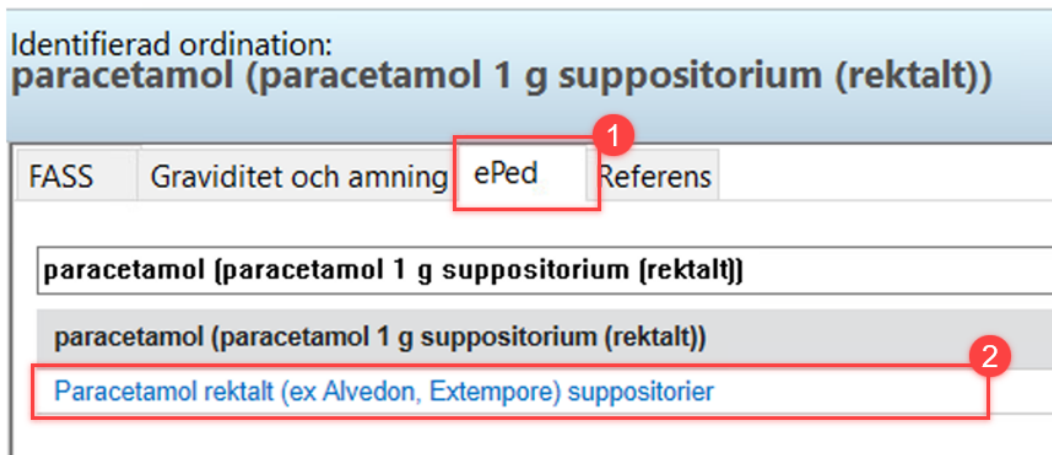 Identifierad ordination:
paracetamol (paracetamol 1 g suppositorium (rektalt))
1
FASS Graviditet och amning ePed Referens
paracetamol (paracetamol 1 g suppositorium (rektalt))
paracetamol (paracetamol 1 g suppositorium (rektalt))
2
Paracetamol rektalt (ex Alvedon, Extempore) suppositorier